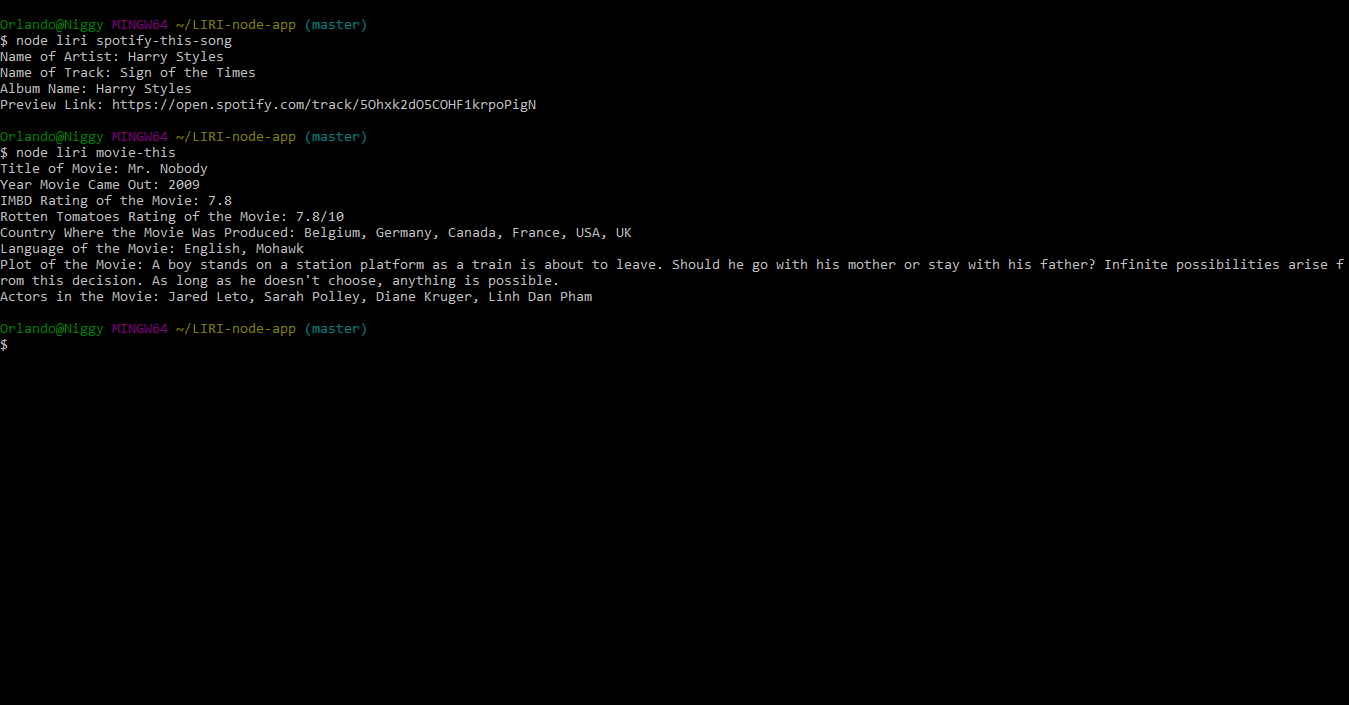 Orlando@Niggy MINGW64 ~/LIRI-node-app (master)
$ node liri spotify-this-song
Name of Artist: Harry Styles
Name of Track: Sign of the Times
Album Name: Harry Styles
Preview Link: https://open.spotify.com/track/5Ohxk2dO5COHF1krpoPigN
Orlando@Niggy MINGW64 ~/LIRI-node-app (master)
$ node liri movie-this
Title of Movie: Mr. Nobody
Year Movie Came Out: 2009
IMBD Rating of the Movie: 7.8
Rotten Tomatoes Rating of the Movie: 7.8/10
Country Where the Movie Was Produced: Belgium, Germany, Canada, France, USA, UK
Language of the Movie: English, Mohawk
Plot of the Movie: A boy stands on a station platform as a train is about to leave. Should he go with his mother or stay with his father? Infinite possibilities arise f
rom this decision. As long as he doesn't choose, anything is possible.
Actors in the Movie: Jared Leto, Sarah Polley, Diane Kruger, Linh Dan Pham
Orlando@Niggy MINGW64 ~/LIRI-node-app (master)
$